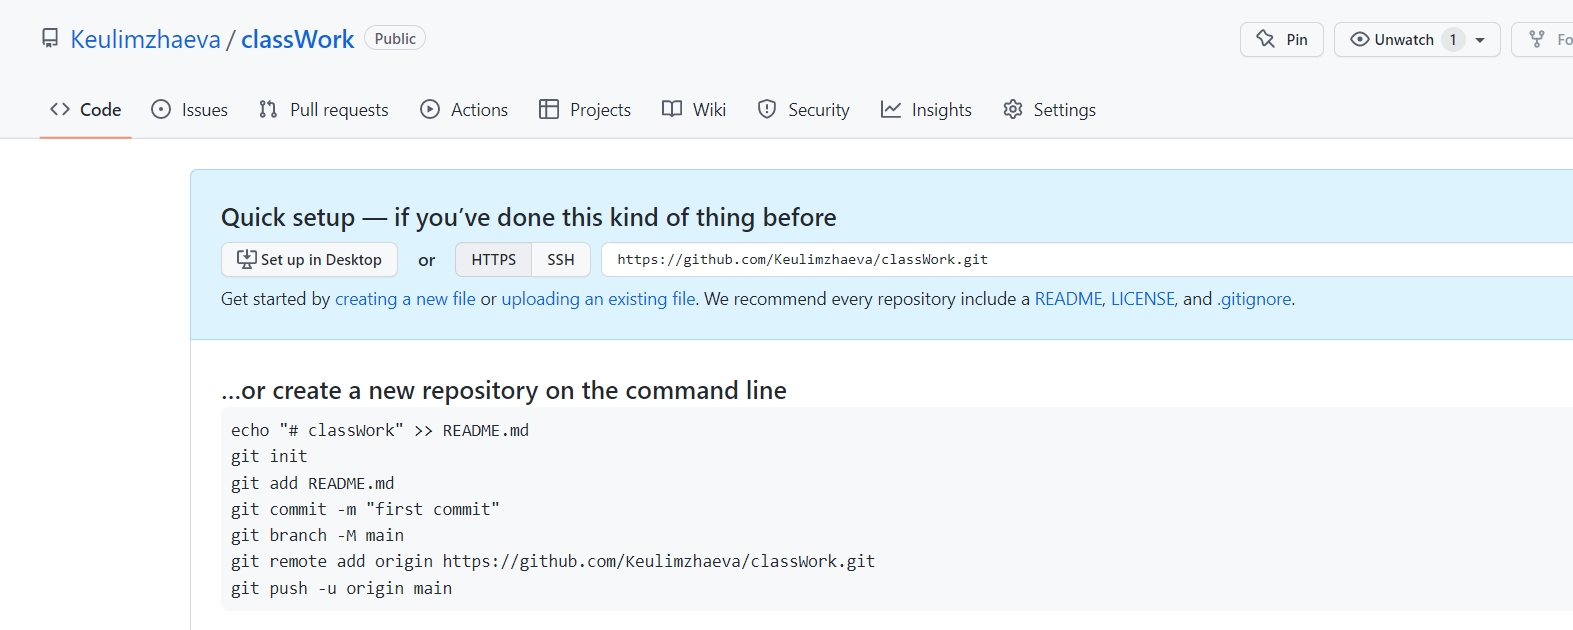 Keulimzhaeva / classWork Public
Pin Unwatch 1 Fo
Code Issues Pull requests Actions Projects Wiki Security Insights Settings
Quick setup — if you’ve done this kind of thing before
Set up in Desktop or HTTPS SSH https://github.com/Keulimzhaeva/classWork.git
Get started by creating a new file or uploading an existing file. We recommend every repository include a README, LICENSE, and .gitignore.
…or create a new repository on the command line
echo "# classWork" >> README.md
git init
git add README.md
git commit -m "first commit"
git branch -M main
git remote add origin https://github.com/Keulimzhaeva/classWork.git
git push -u origin main